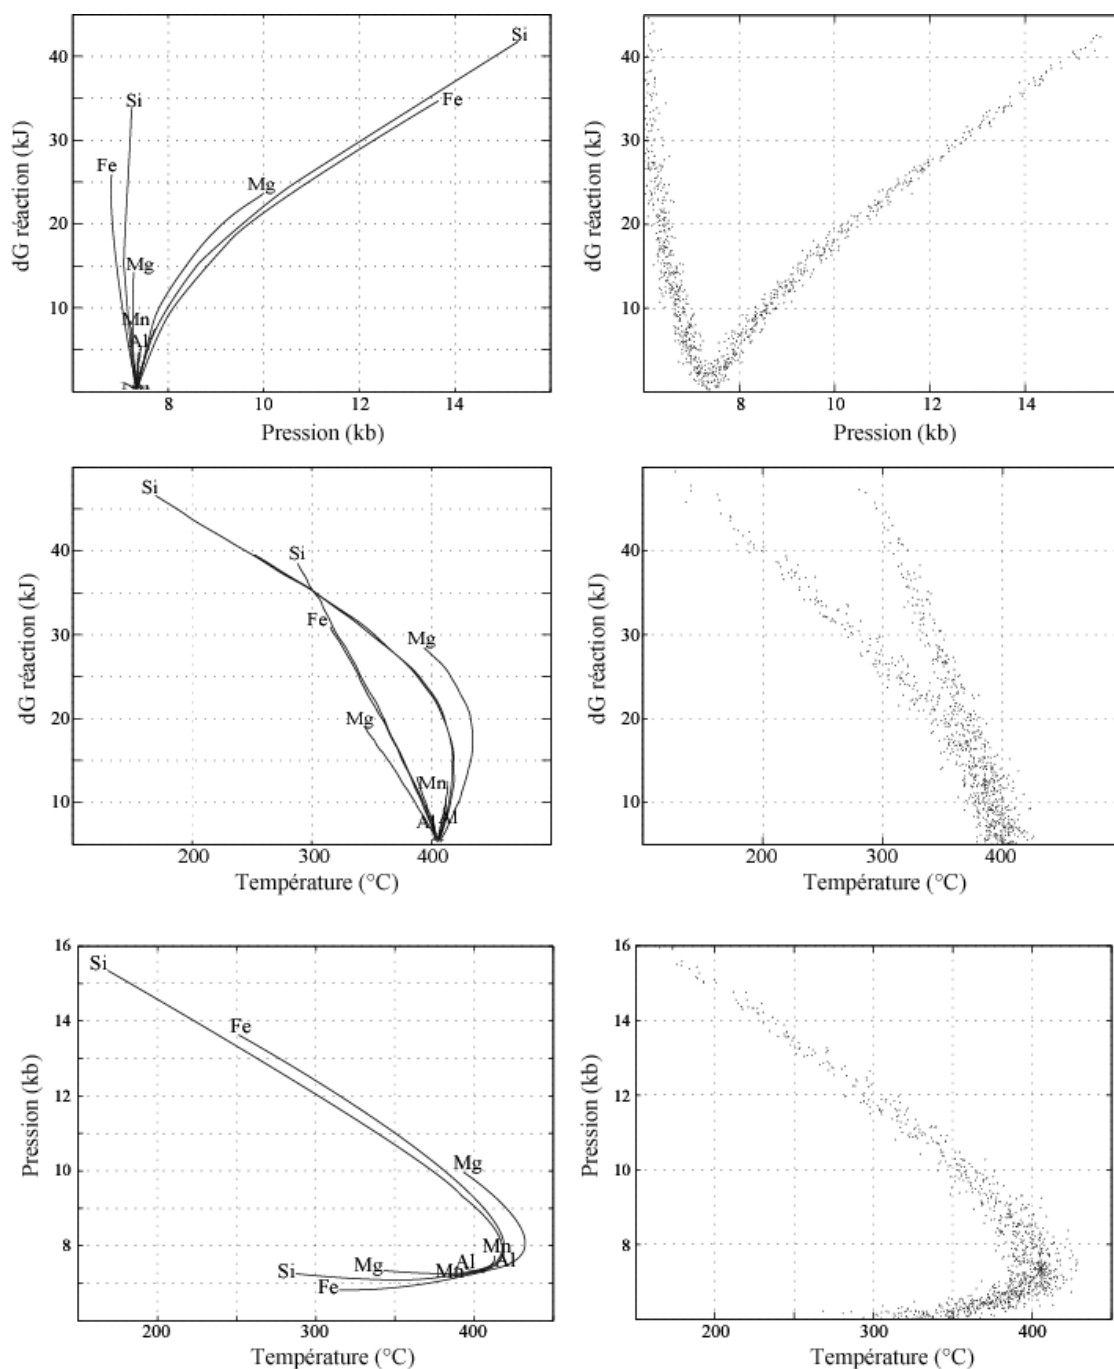 40
30
20
10
dG réaction (kJ)
Si
Si
Fe
Fe
Mg
Mg
Mn
Al
8
10
12
14
Pression (kb)
40
30
20
10
dG réaction (kJ)
8
10
12
14
Pression (kb)
40
30
20
10
dG réaction (kJ)
Si
Si
Fe
Mg
Mg
Mn
Al
Al
200
300
400
Température (°C)
40
30
20
10
dG réaction (kJ)
200
300
400
Température (°C)
16
14
12
10
8
Pression (kb)
Si
Fe
Mg
Mn
Al
Al
Mg
Mn
Si
Fe
200
300
400
Température (°C)
16
14
12
10
8
Pression (kb)
200
300
400
Température (°C)